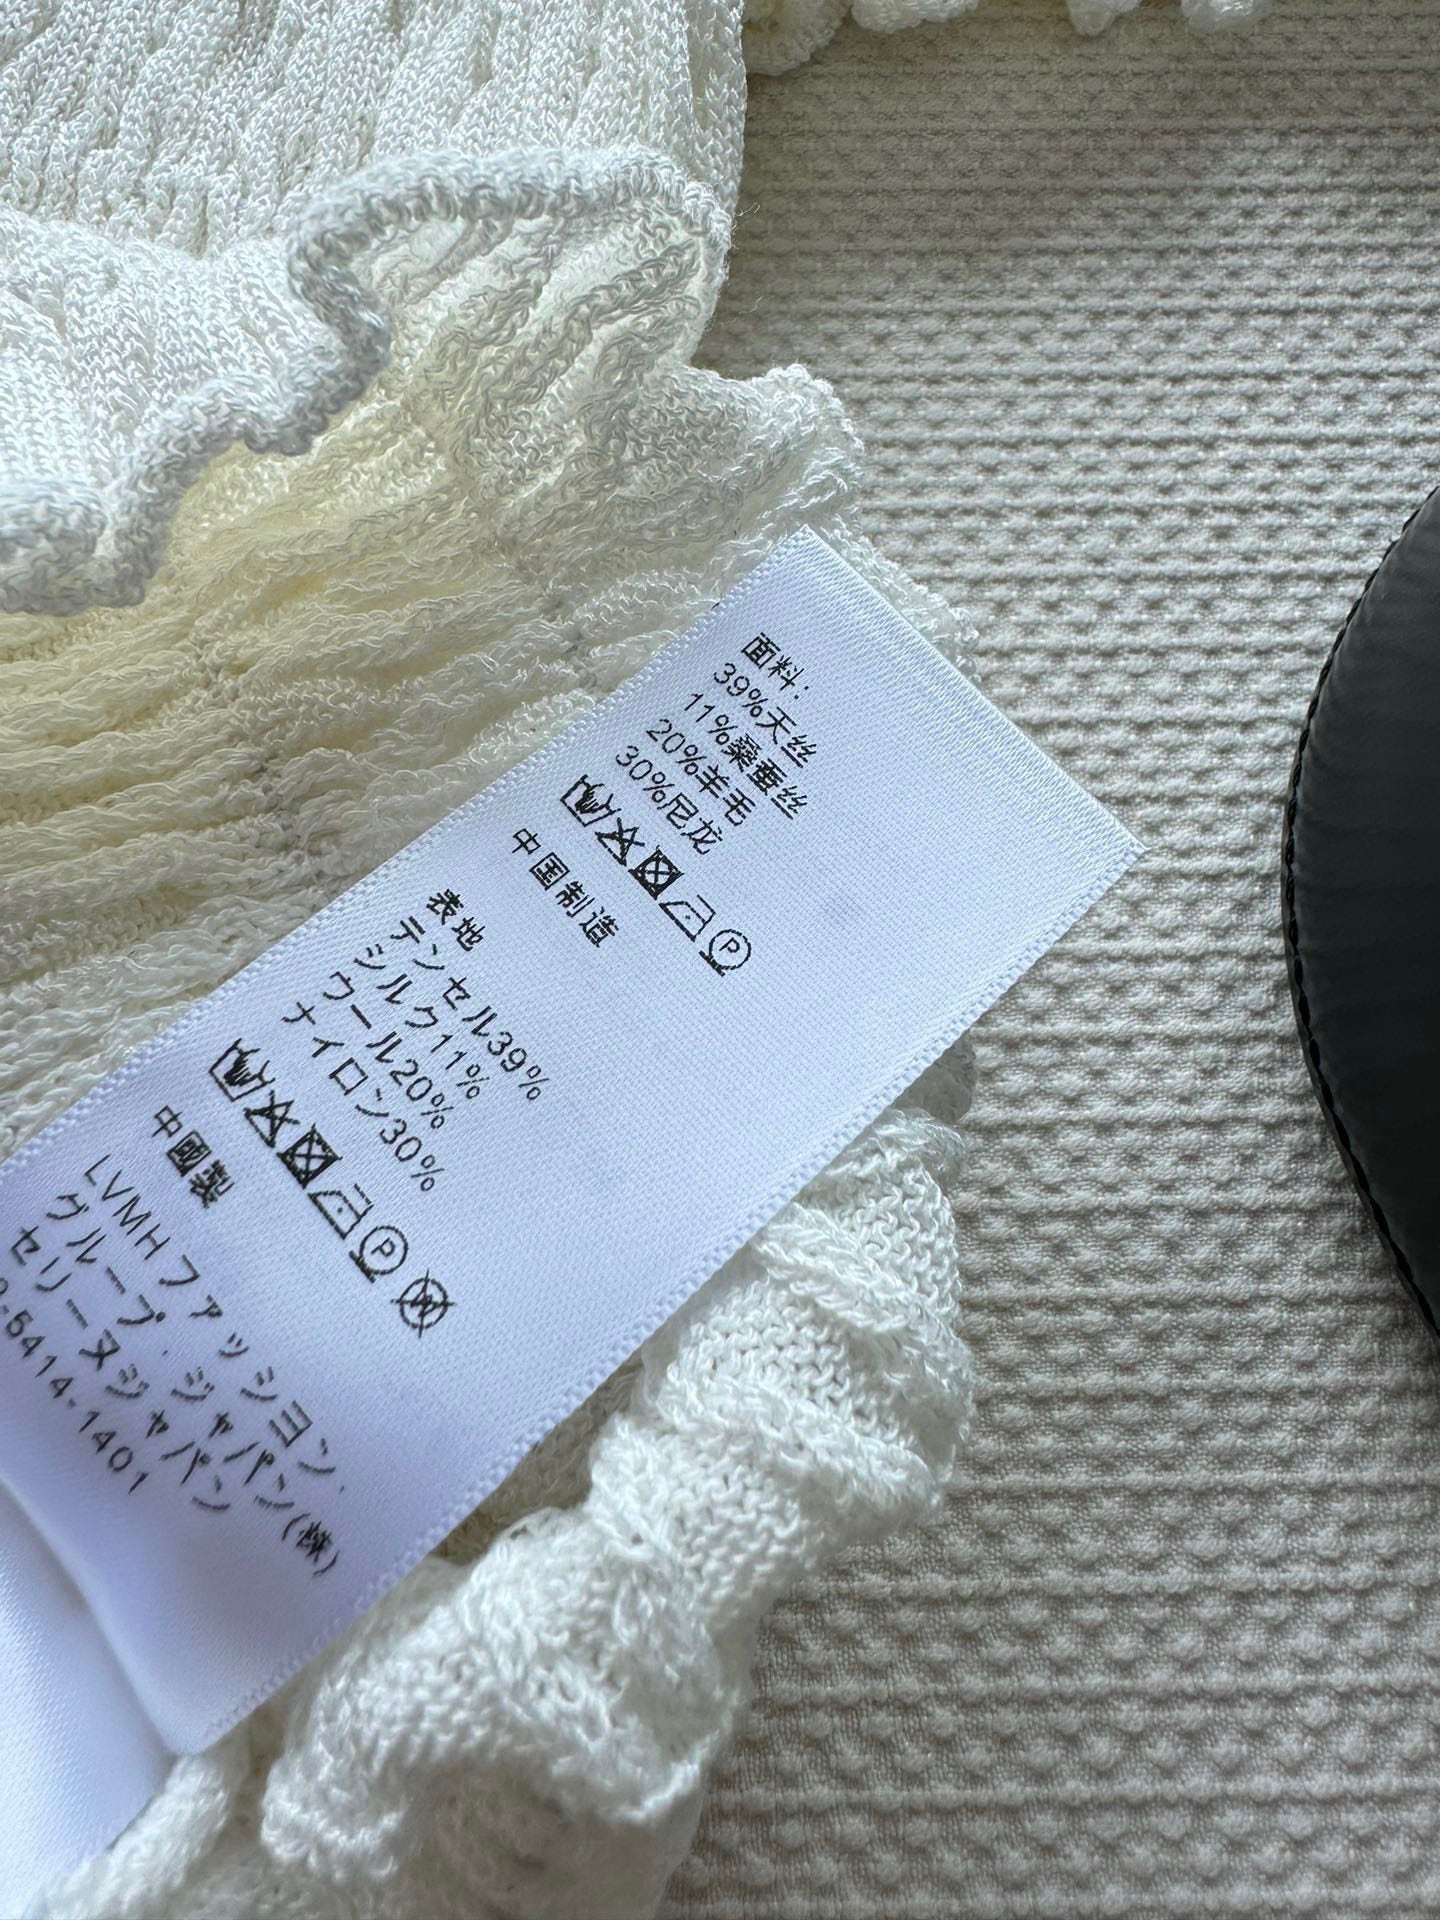 面料:
39%天丝
11%桑蚕丝
20%羊毛
30%尼龙
P
中国制造
表地
テンセル39%
シルク11%
ウール20%
ナイロン30%
P
W
中國製
LVMHファッション
グループ.ジャパン(株)
セリーヌジャパン
5414-1401